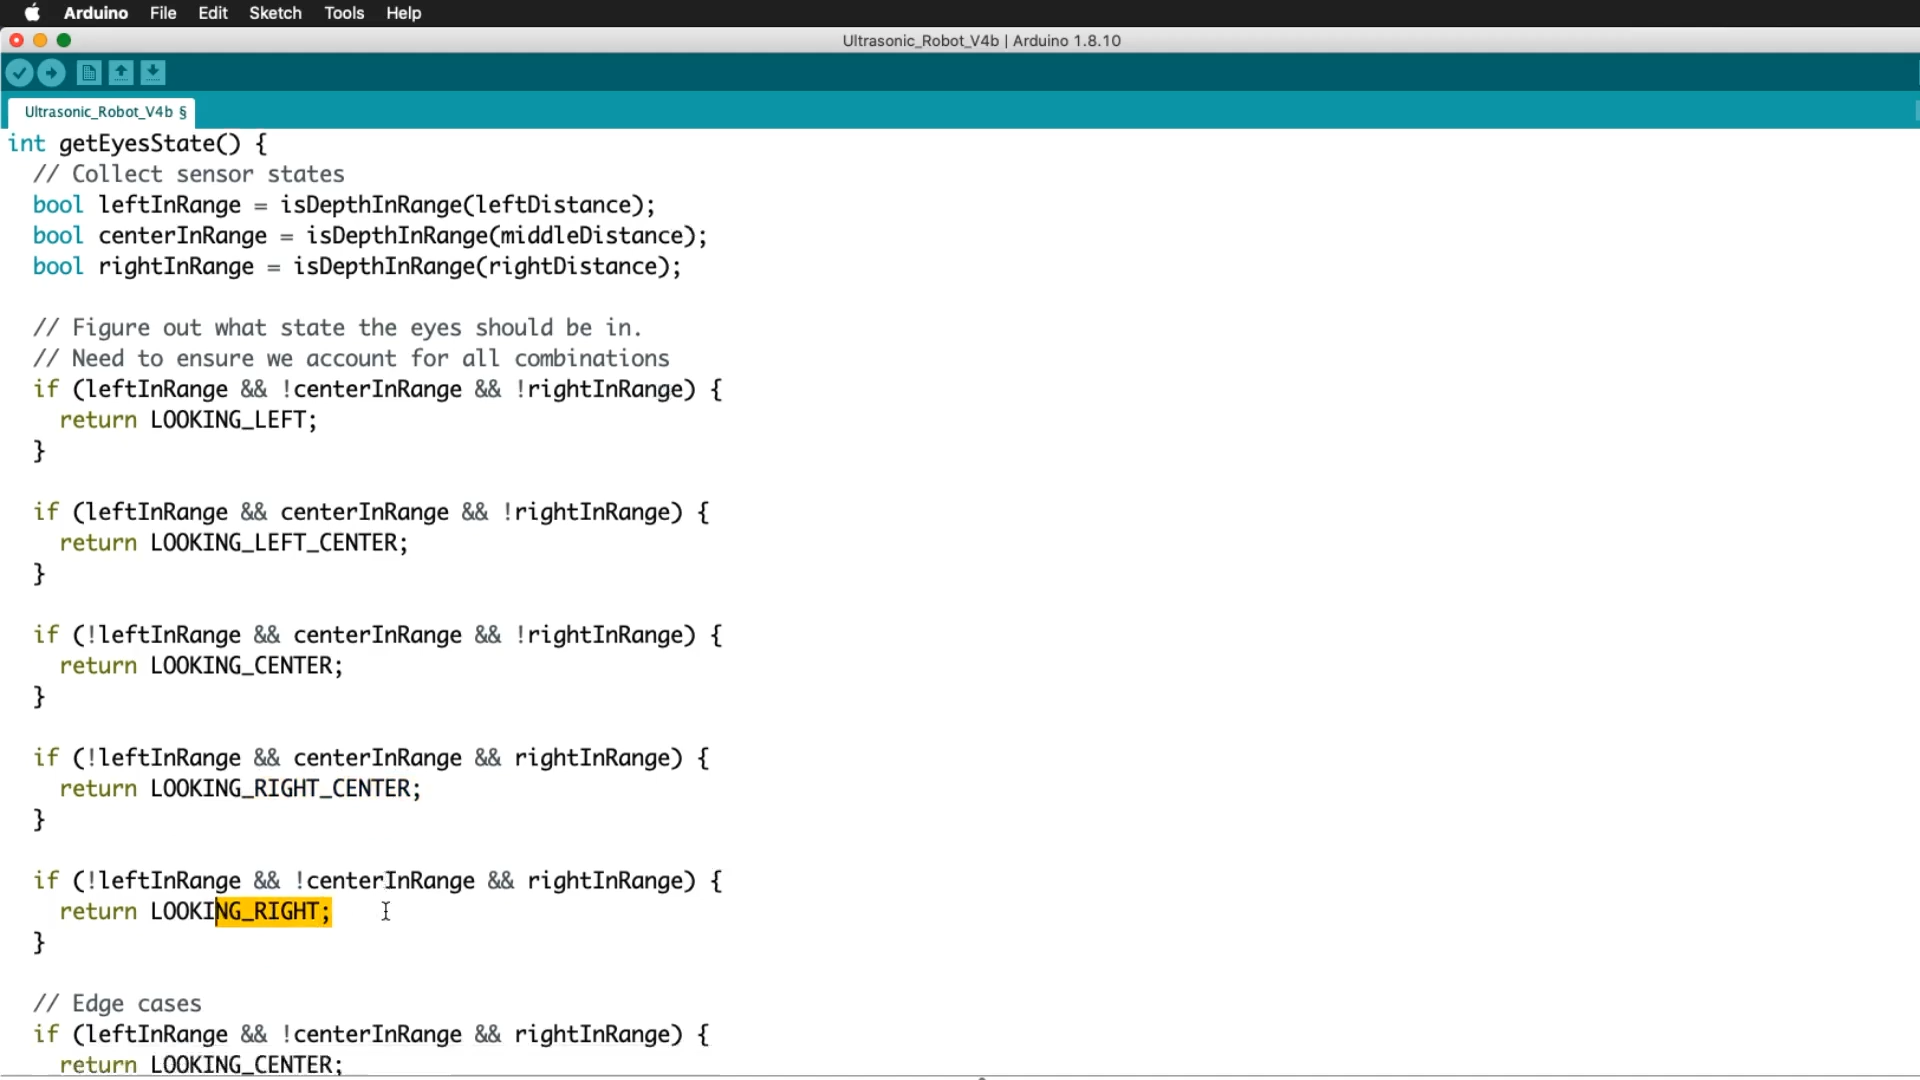 Arduino File Edit Sketch Tools Help
Ultrasonic_Robot_V4b | Arduino 1.8.10
Ultrasonic_Robot_V4b §
int getEyesState() {
// Collect sensor states
bool leftInRange = isDepthInRange(leftDistance);
bool centerInRange = isDepthInRange(middleDistance);
bool rightInRange = isDepthInRange(rightDistance);
// Figure out what state the eyes should be in.
// Need to ensure we account for all combinations
if (leftInRange && !centerInRange && !rightInRange) {
return LOOKING_LEFT;
}
if (leftInRange && centerInRange && !rightInRange) {
return LOOKING_LEFT_CENTER;
}
if (!leftInRange && centerInRange && !rightInRange) {
return LOOKING_CENTER;
}
if (!leftInRange && centerInRange && rightInRange) {
return LOOKING_RIGHT_CENTER;
}
if (!leftInRange && !centerInRange && rightInRange) {
return LOOKING_RIGHT;
}
// Edge cases
if (leftInRange && !centerInRange && rightInRange) {
return LOOKING_CENTER;